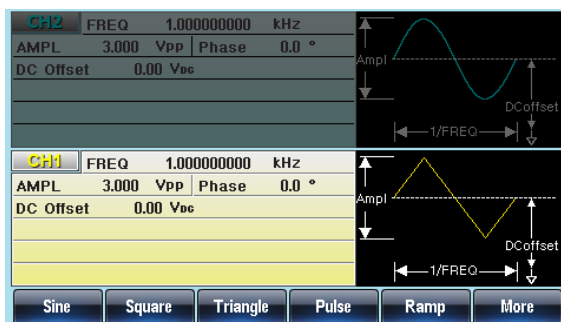 CH2 FREQ 1.000000000 kHz
AMPL 3.000 VPP Phase 0.0 °
DC Offset 0.00 VDC
Ampl
DCoffset
1/FREQ
CH1 FREQ 1.000000000 kHz
AMPL 3.000 VPP Phase 0.0 °
DC Offset 0.00 VDC
Ampl
DCoffset
1/FREQ
Sine Square Triangle Pulse Ramp More